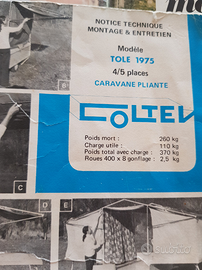 NOTICE TECHNIQUE
MONTAGE & ENTRETIEN
Modèle
TOLE 1975
4/5 places
CARAVANE PLIANTE
COLTEV
Poids mort : 260 kg
Charge utile : 110 kg
Poids total avec charge : 370 kg
Roues 400 x 8 gonflage : 2,5 kg
B
C
D
E